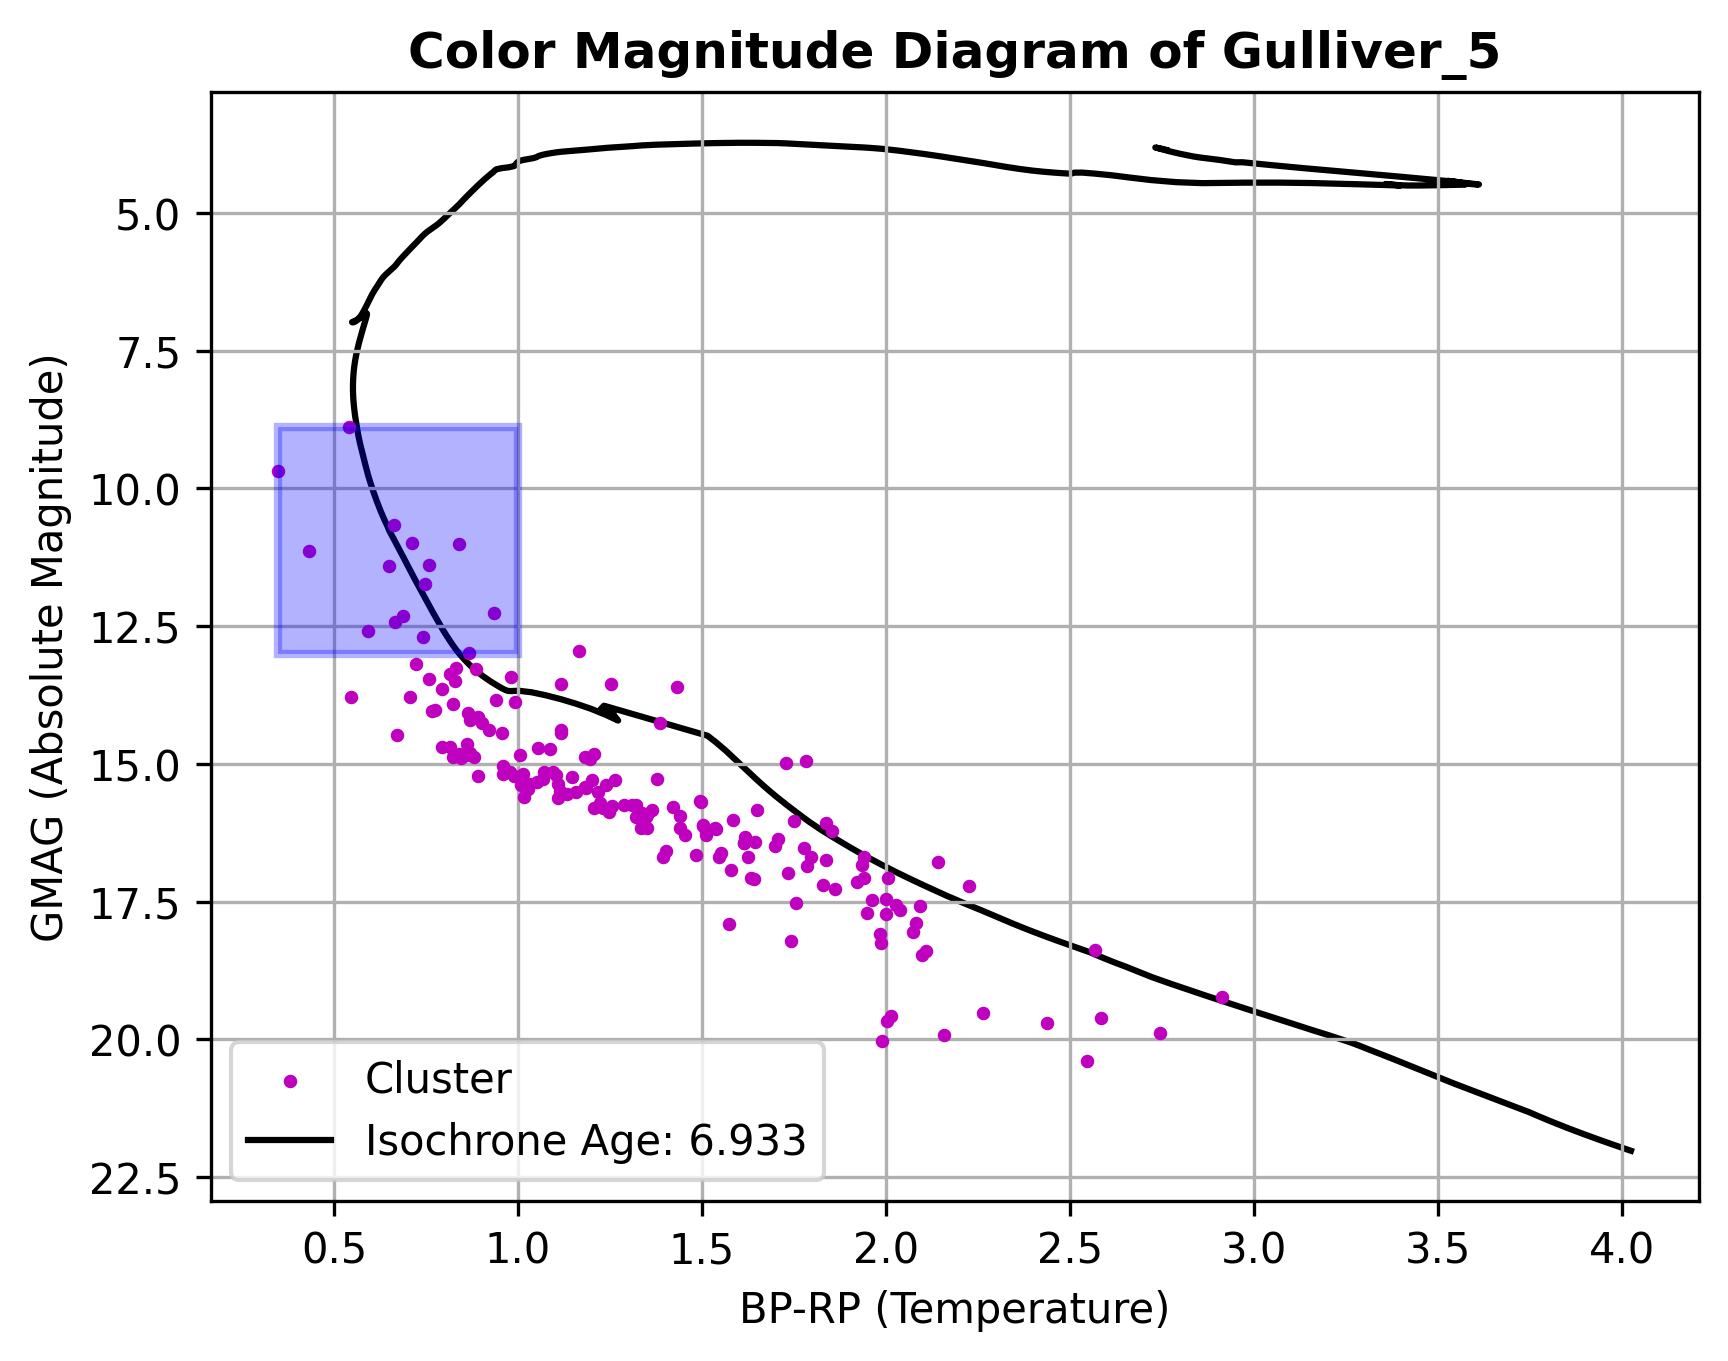 Color Magnitude Diagram of Gulliver_5
GMAG (Absolute Magnitude)
5.0
7.5
10.0
12.5
15.0
17.5
20.0
22.5
Cluster
Isochrone Age: 6.933
0.5 1.0 1.5 2.0 2.5 3.0 3.5 4.0
BP-RP (Temperature)